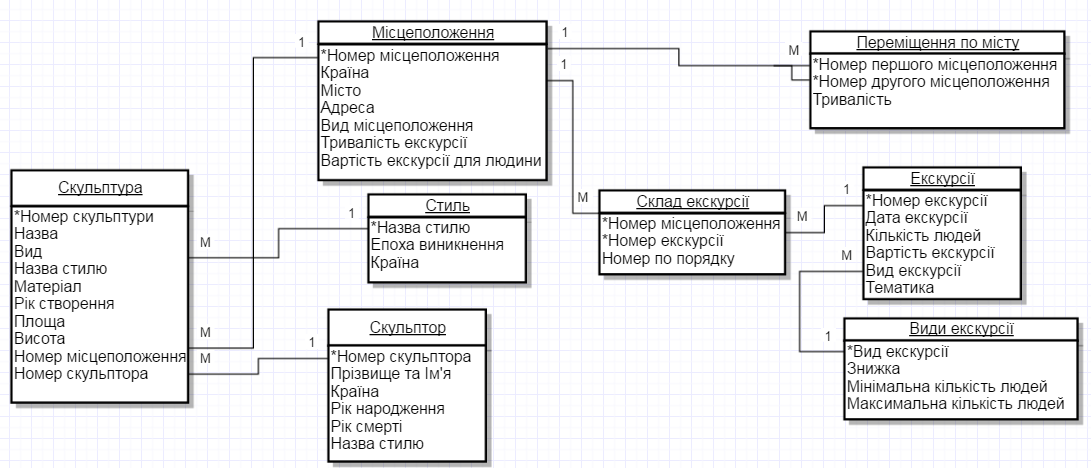 Місцеположення
*Номер місцеположення
Країна
Місто
Адреса
Вид місцеположення
Тривалість екскурсії
Вартість екскурсії для людини
1
1
1
М
Переміщення по місту
*Номер першого місцеположення
*Номер другого місцеположення
Тривалість
Скульптура
*Номер скульптури
Назва
Вид
Назва стилю
Матеріал
Рік створення
Площа
Висота
Номер місцеположення
Номер скульптора
М
М
М
1
Стиль
*Назва стилю
Епоха виникнення
Країна
1
Скульптор
*Номер скульптора
Прізвище та Ім'я
Країна
Рік народження
Рік смерті
Назва стилю
М
Склад екскурсії
*Номер місцеположення
*Номер екскурсії
Номер по порядку
М
1
М
Екскурсії
*Номер екскурсії
Дата екскурсії
Кількість людей
Вартість екскурсії
Вид екскурсії
Тематика
1
Види екскурсії
*Вид екскурсії
Знижка
Мінімальна кількість людей
Максимальна кількість людей